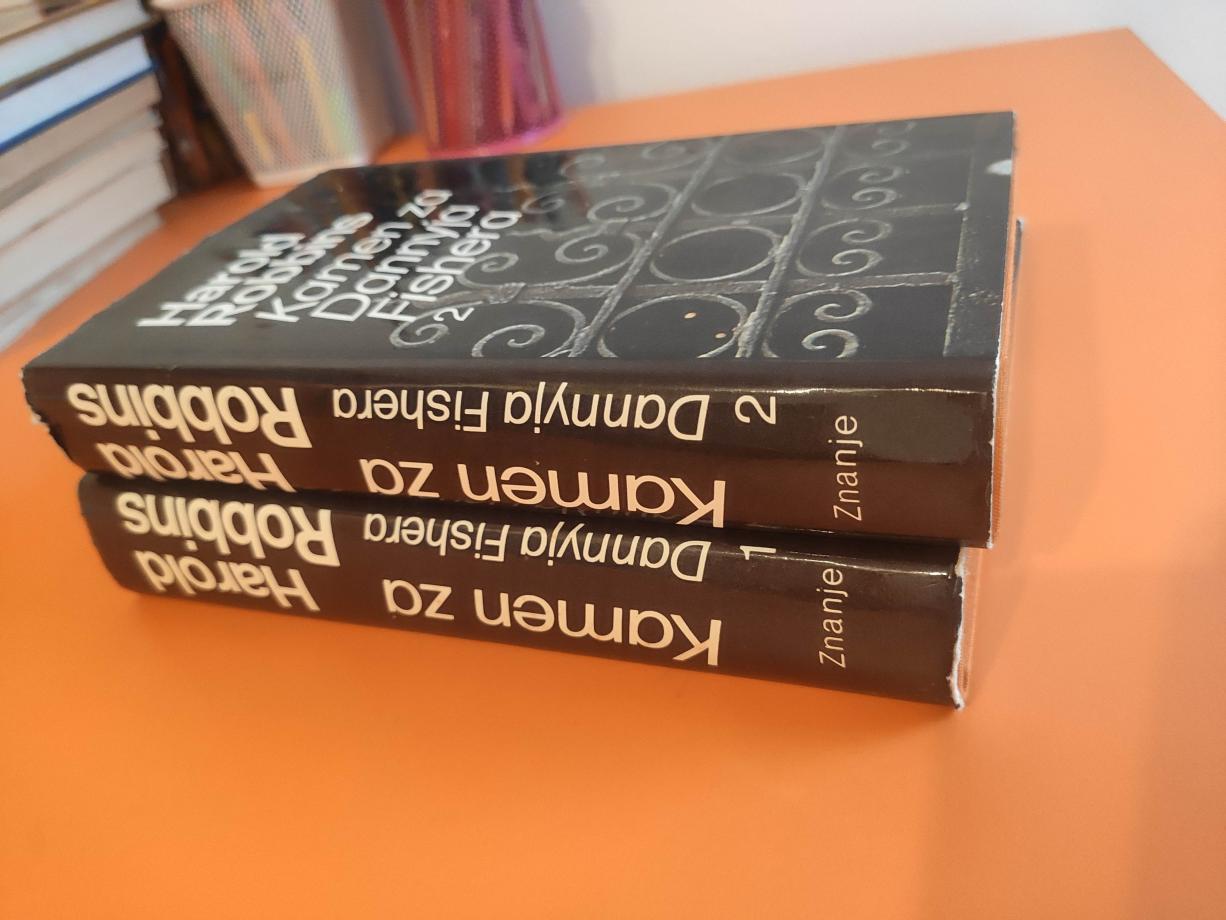 Harold
Robbins
Kamen za
Dannyja
Fishera
2
Harold
Robbins
Kamen za
Dannyja Fishera
2
Znanje
Harold
Robbins
Kamen za
Dannyja Fishera
1
Znanje